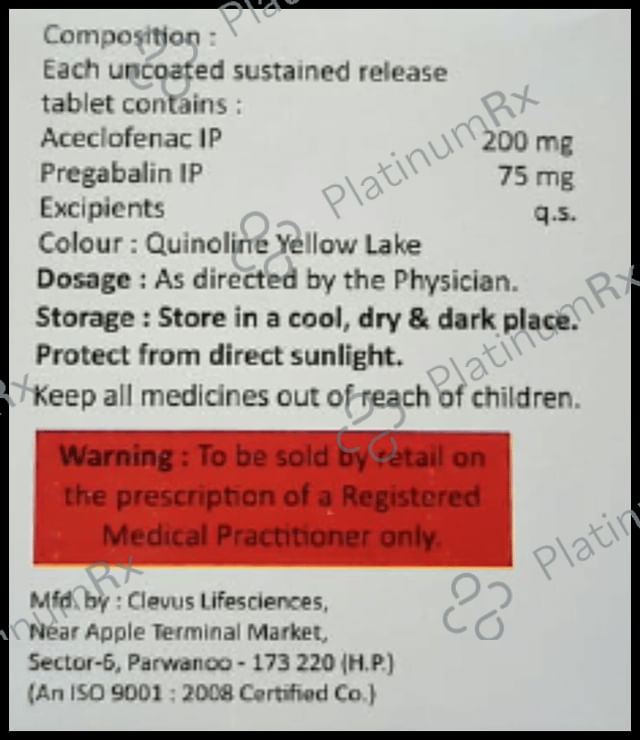 Composition :
Each uncoated sustained release
tablet contains :
Aceclofenac IP 200 mg
Pregabalin IP 75 mg
Excipients q.s.
Colour : Quinoline Yellow Lake
Dosage : As directed by the Physician.
Storage : Store in a cool, dry & dark place.
Protect from direct sunlight.
Keep all medicines out of reach of children.
Warning : To be sold by retail on
the prescription of a Registered
Medical Practitioner only.
Mfd. by : Clevus Lifesciences,
Near Apple Terminal Market,
Sector-6, Parwanoo - 173 220 (H.P.)
(An ISO 9001 : 2008 Certified Co.)
PlatinumRx
PlatinumRx